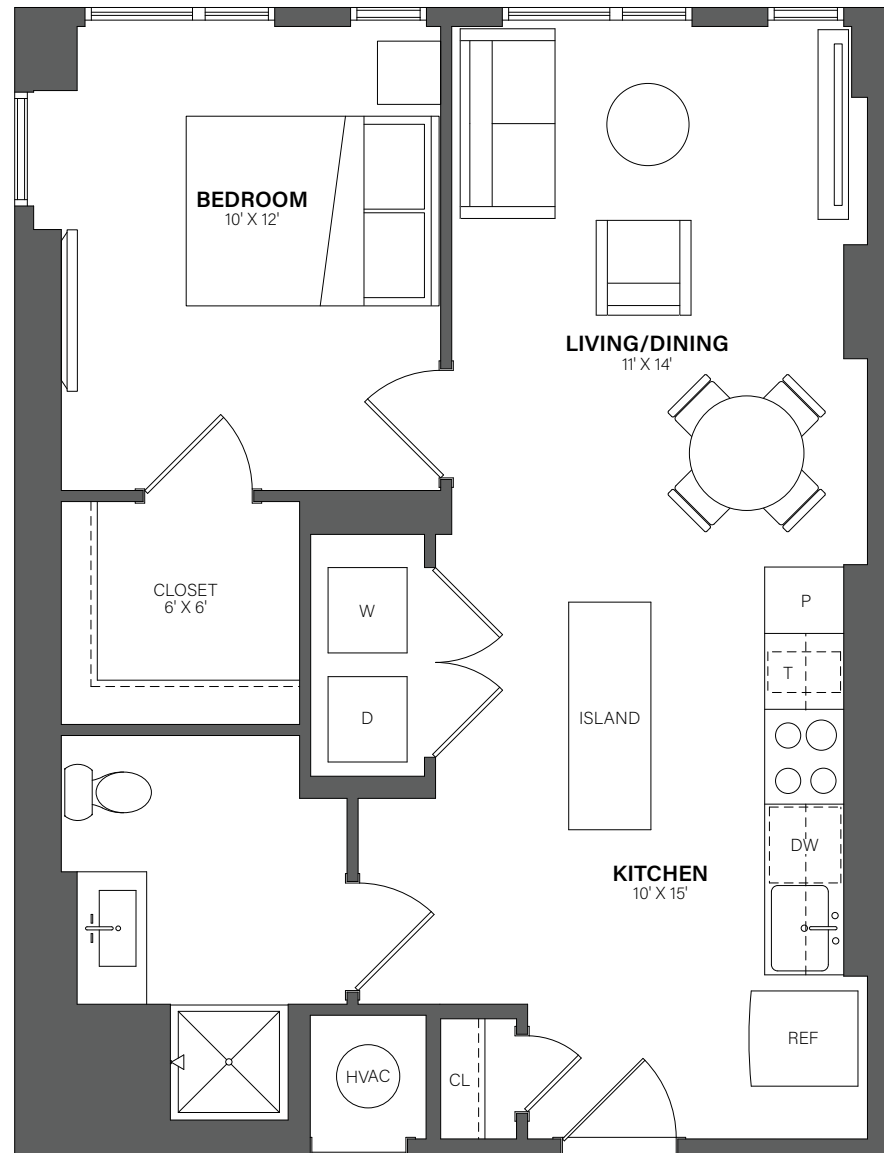 BEDROOM
10' X 12'
LIVING/DINING
11' X 14'
CLOSET
6' X 6'
W
D
ISLAND
P
T
DW
KITCHEN
10' X 15'
REF
HVAC
CL